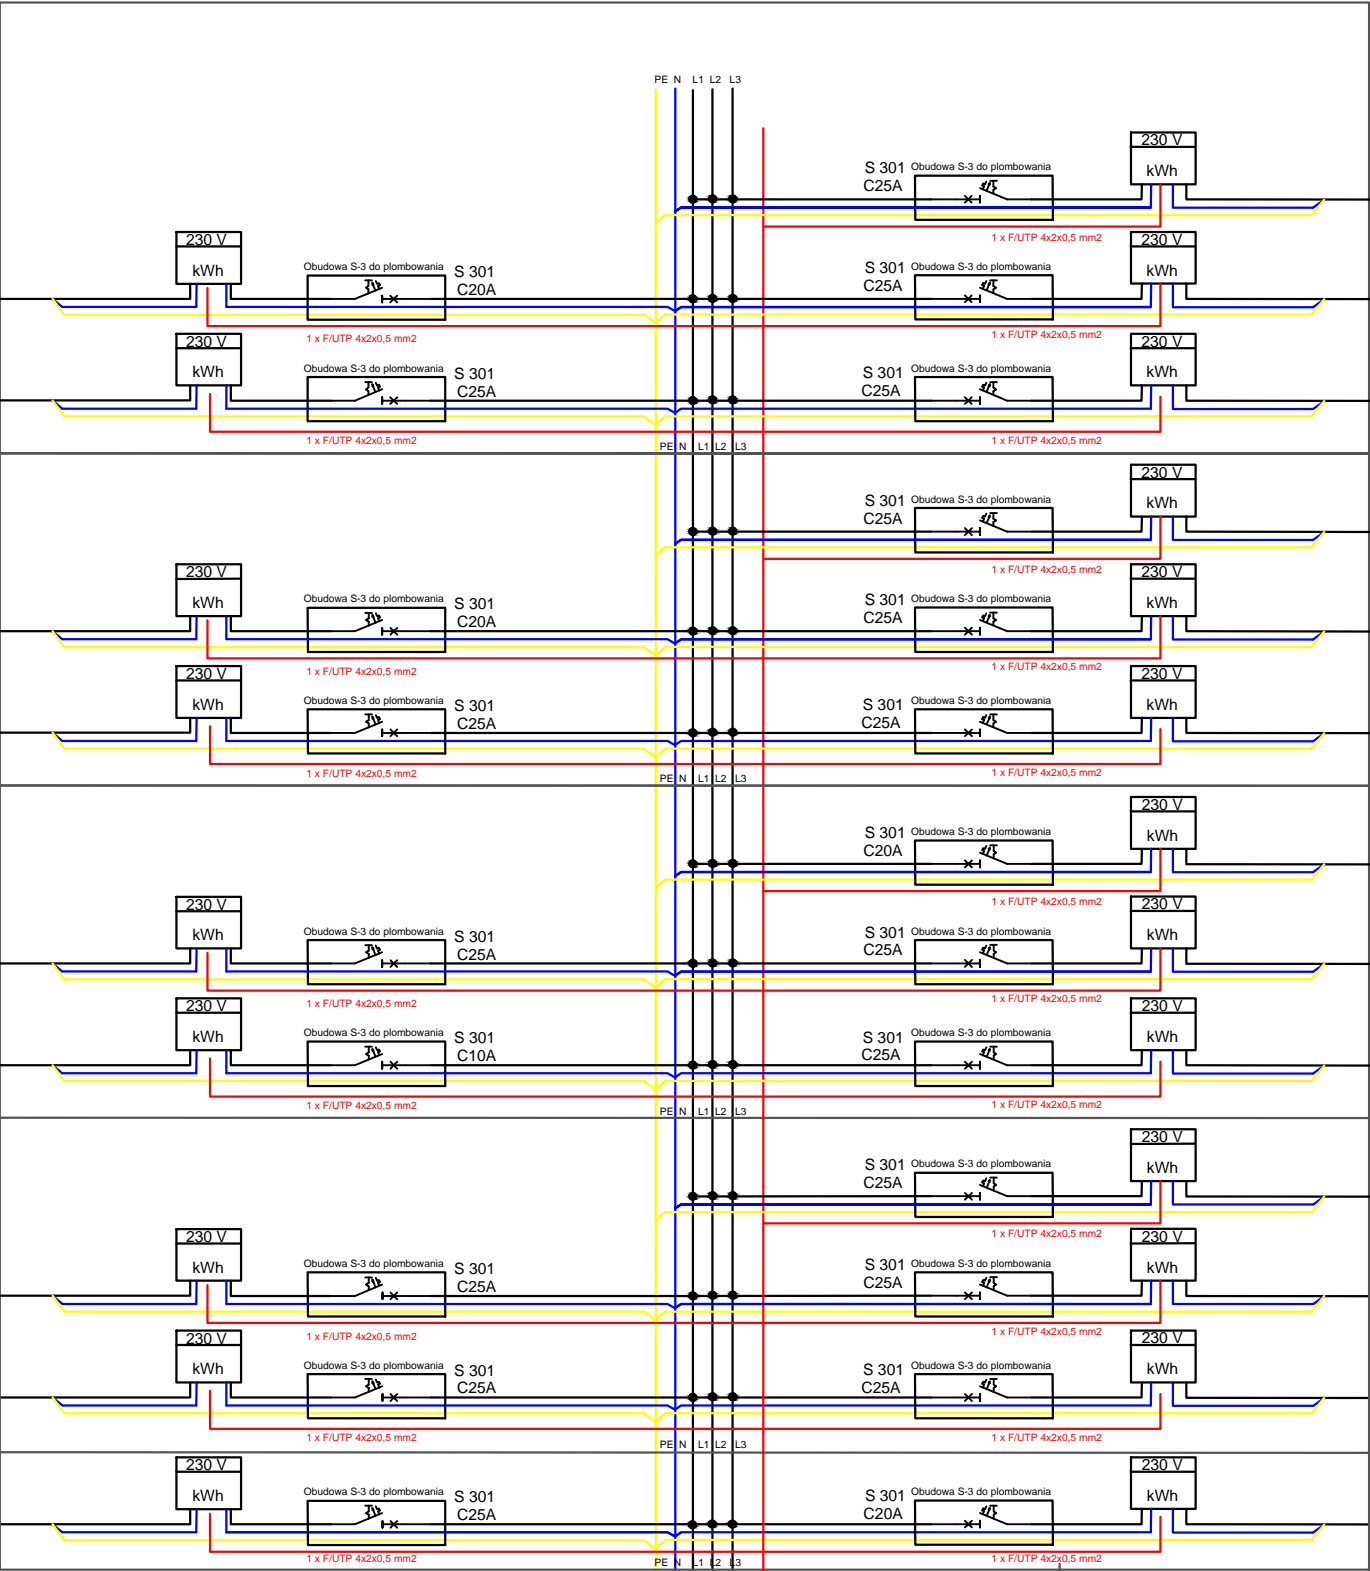 PE N L1 L2 L3
230 V
kWh
S 301 Obudowa S-3 do plombowania
C25A
1 x F/UTP 4x2x0,5 mm2
230 V
kWh
Obudowa S-3 do plombowania S 301
C20A
1 x F/UTP 4x2x0,5 mm2
230 V
kWh
S 301 Obudowa S-3 do plombowania
C25A
1 x F/UTP 4x2x0,5 mm2
230 V
kWh
Obudowa S-3 do plombowania S 301
C25A
1 x F/UTP 4x2x0,5 mm2
230 V
kWh
S 301 Obudowa S-3 do plombowania
C25A
1 x F/UTP 4x2x0,5 mm2
PE N L1 L2 L3
230 V
kWh
S 301 Obudowa S-3 do plombowania
C25A
1 x F/UTP 4x2x0,5 mm2
230 V
kWh
Obudowa S-3 do plombowania S 301
C20A
1 x F/UTP 4x2x0,5 mm2
230 V
kWh
S 301 Obudowa S-3 do plombowania
C25A
1 x F/UTP 4x2x0,5 mm2
230 V
kWh
Obudowa S-3 do plombowania S 301
C25A
1 x F/UTP 4x2x0,5 mm2
230 V
kWh
S 301 Obudowa S-3 do plombowania
C25A
1 x F/UTP 4x2x0,5 mm2
PE N L1 L2 L3
230 V
kWh
S 301 Obudowa S-3 do plombowania
C20A
1 x F/UTP 4x2x0,5 mm2
230 V
kWh
Obudowa S-3 do plombowania S 301
C25A
1 x F/UTP 4x2x0,5 mm2
230 V
kWh
S 301 Obudowa S-3 do plombowania
C25A
1 x F/UTP 4x2x0,5 mm2
230 V
kWh
Obudowa S-3 do plombowania S 301
C10A
1 x F/UTP 4x2x0,5 mm2
230 V
kWh
S 301 Obudowa S-3 do plombowania
C25A
1 x F/UTP 4x2x0,5 mm2
PE N L1 L2 L3
230 V
kWh
S 301 Obudowa S-3 do plombowania
C25A
1 x F/UTP 4x2x0,5 mm2
230 V
kWh
Obudowa S-3 do plombowania S 301
C25A
1 x F/UTP 4x2x0,5 mm2
230 V
kWh
S 301 Obudowa S-3 do plombowania
C25A
1 x F/UTP 4x2x0,5 mm2
230 V
kWh
Obudowa S-3 do plombowania S 301
C25A
1 x F/UTP 4x2x0,5 mm2
230 V
kWh
S 301 Obudowa S-3 do plombowania
C25A
1 x F/UTP 4x2x0,5 mm2
PE N L1 L2 L3
230 V
kWh
Obudowa S-3 do plombowania S 301
C25A
1 x F/UTP 4x2x0,5 mm2
230 V
kWh
S 301 Obudowa S-3 do plombowania
C20A
1 x F/UTP 4x2x0,5 mm2
PE N L1 L2 L3